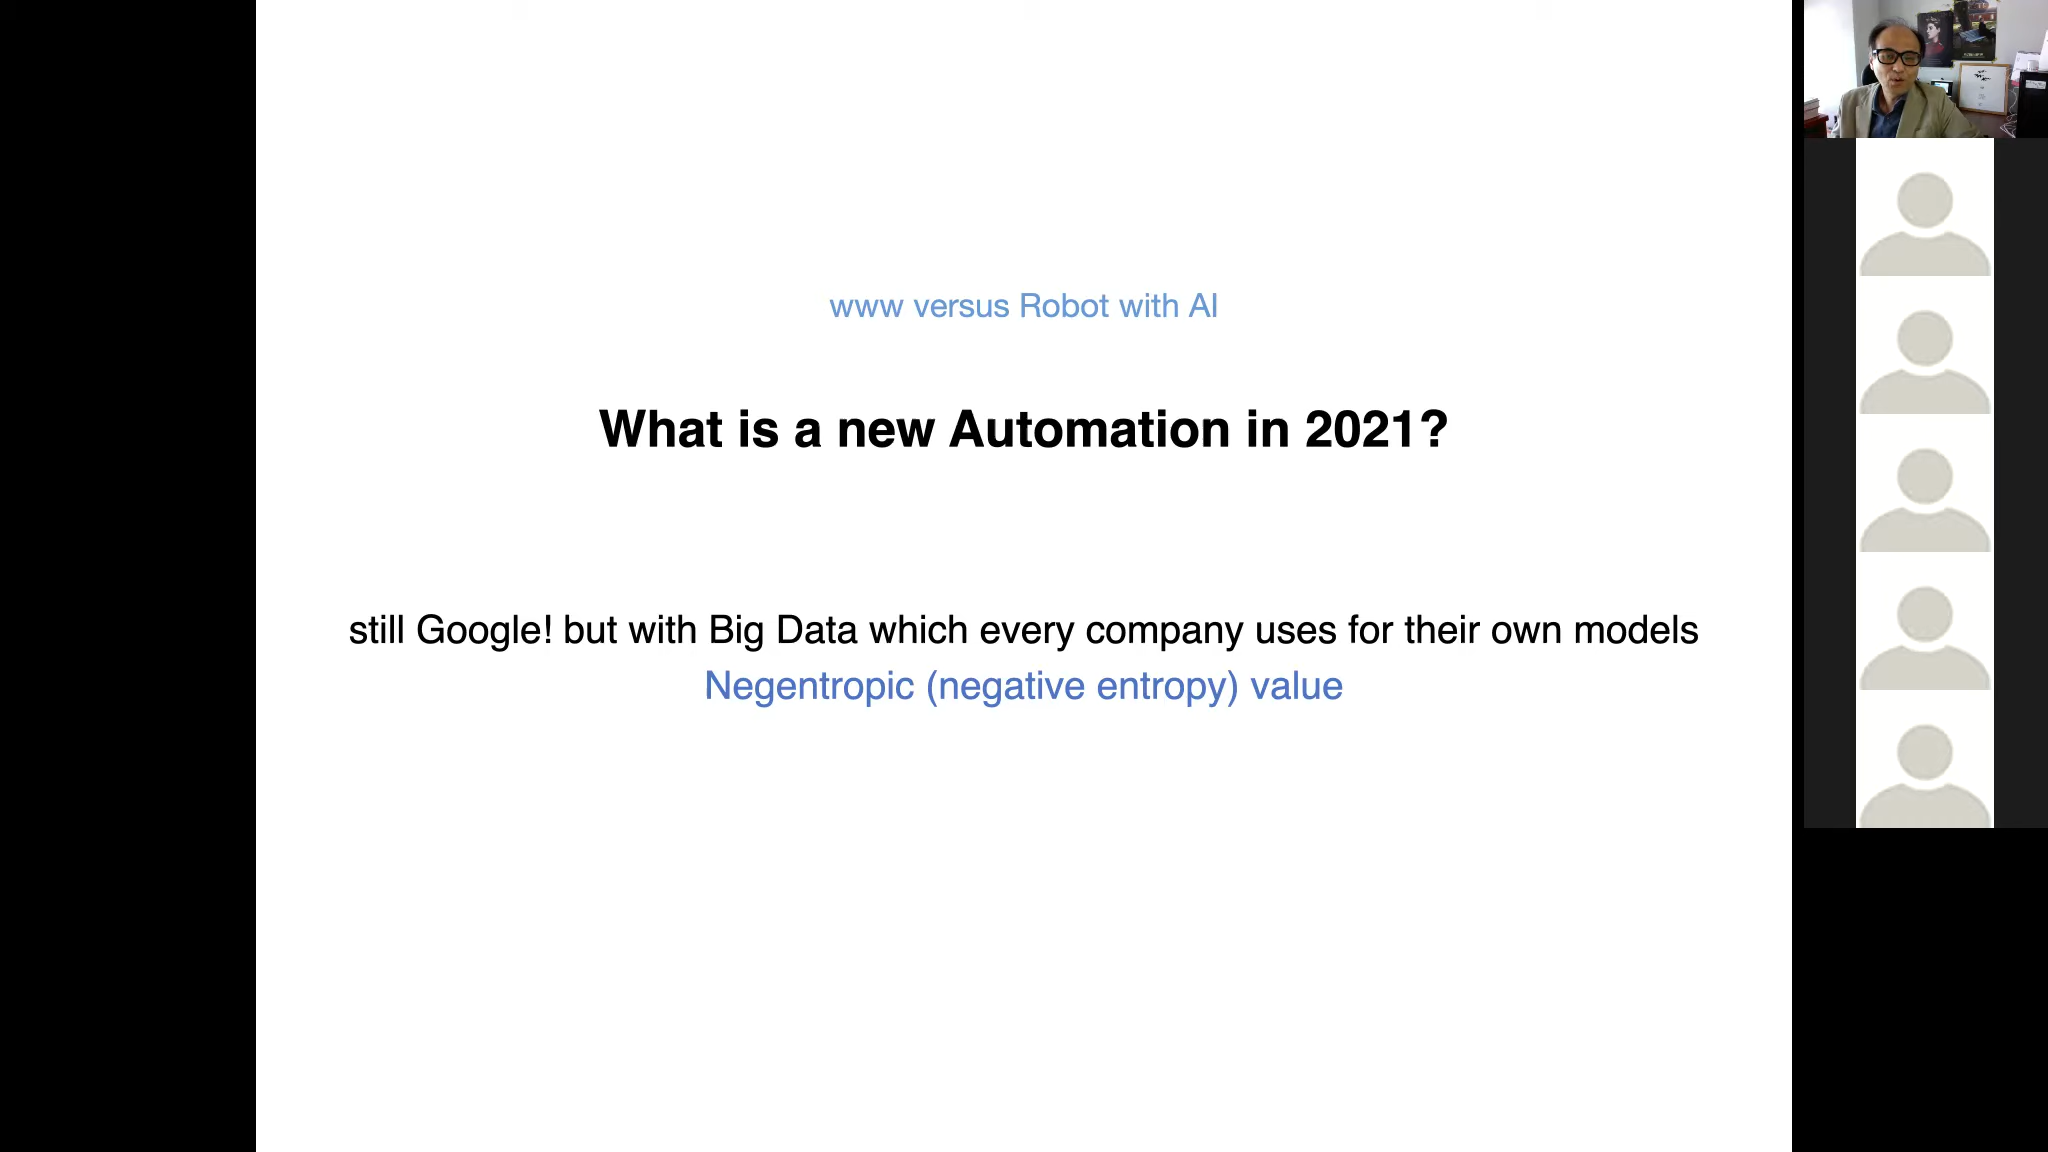 www versus Robot with AI
What is a new Automation in 2021?
still Google! but with Big Data which every company uses for their own models
Negentropic (negative entropy) value